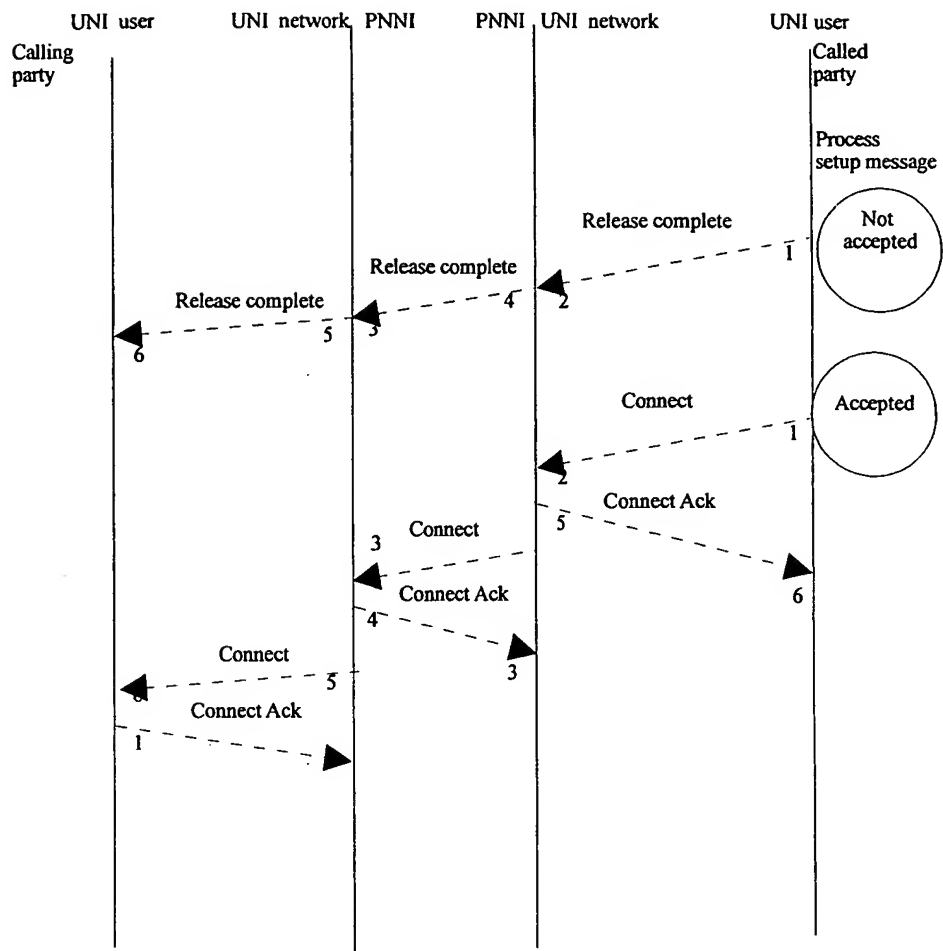 UNI user UNI network PNNI PNNI UNI network UNI user
Calling
party
Called
party
Process
setup message
Not
accepted
Release complete
1
Release complete
4 2
Release complete
5 3
6
Accepted
Connect
1
2
Connect Ack
5
Connect
3
6
Connect Ack
4
3
Connect
5
Connect Ack
1